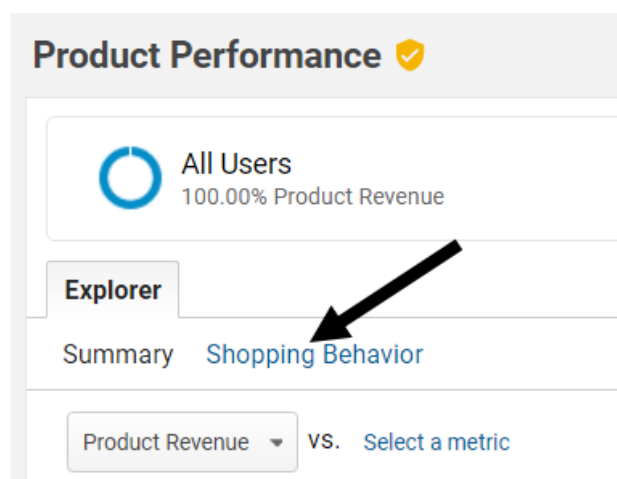 Product Performance
All Users
100.00% Product Revenue
Explorer
Summary Shopping Behavior
Product Revenue VS. Select a metric